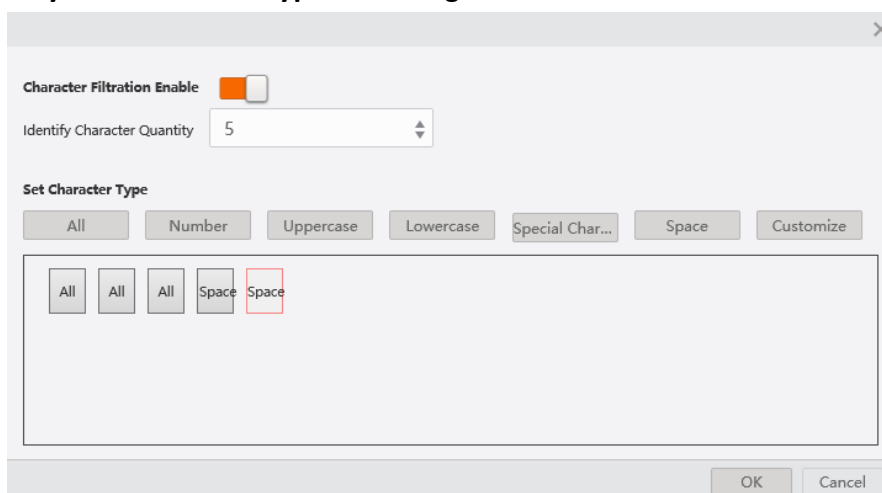 Character Filtration Enable
Identify Character Quantity 5
Set Character Type
All Number Uppercase Lowercase Special Char... Space Customize
All All All Space Space
OK Cancel